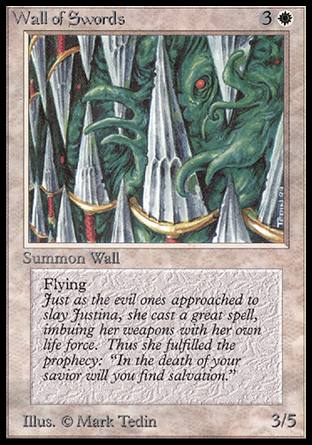 Wall of Swords 3
Summon Wall
Flying
Just as the evil ones approached to
slay Justina, she cast a great spell,
imbuing her weapons with her own
life force. Thus she fulfilled the
prophecy: "In the death of your
savior will you find salvation."
Illus. © Mark Tedin 3/5